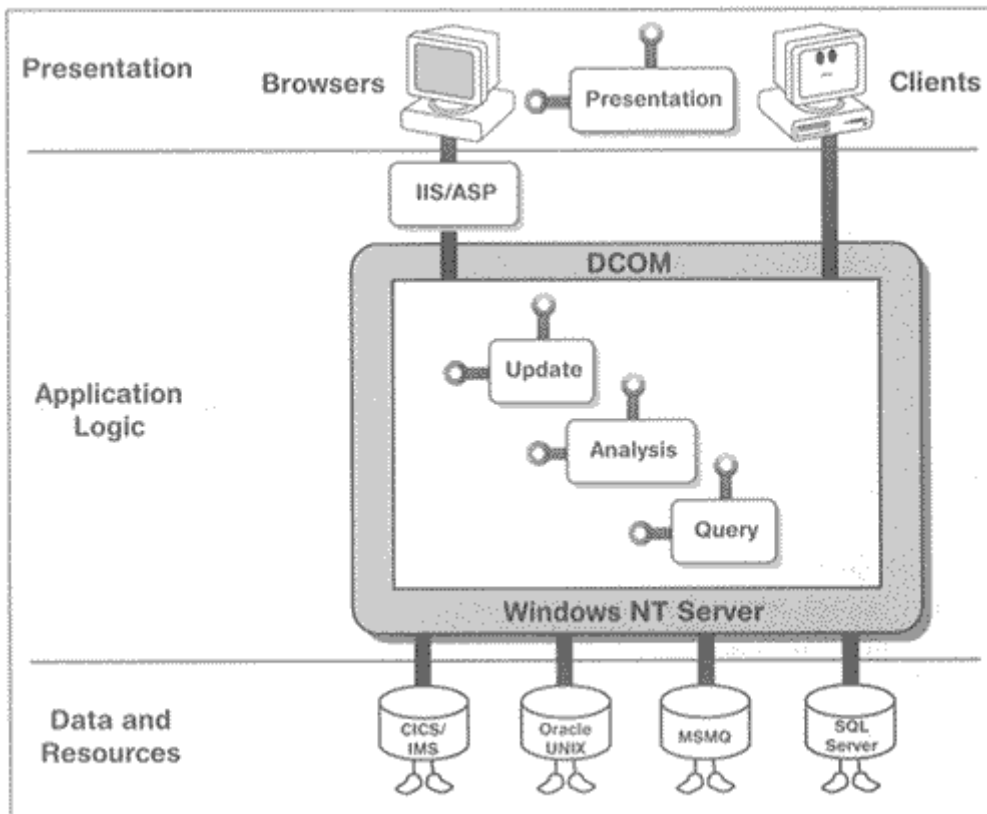 Presentation
Browsers
Presentation
Clients
IIS/ASP
DCOM
Update
Application
Logic
Analysis
Query
Windows NT Server
Data and
Resources
CICS/
IMS
Oracle
UNIX
MSMQ
SQL
Server